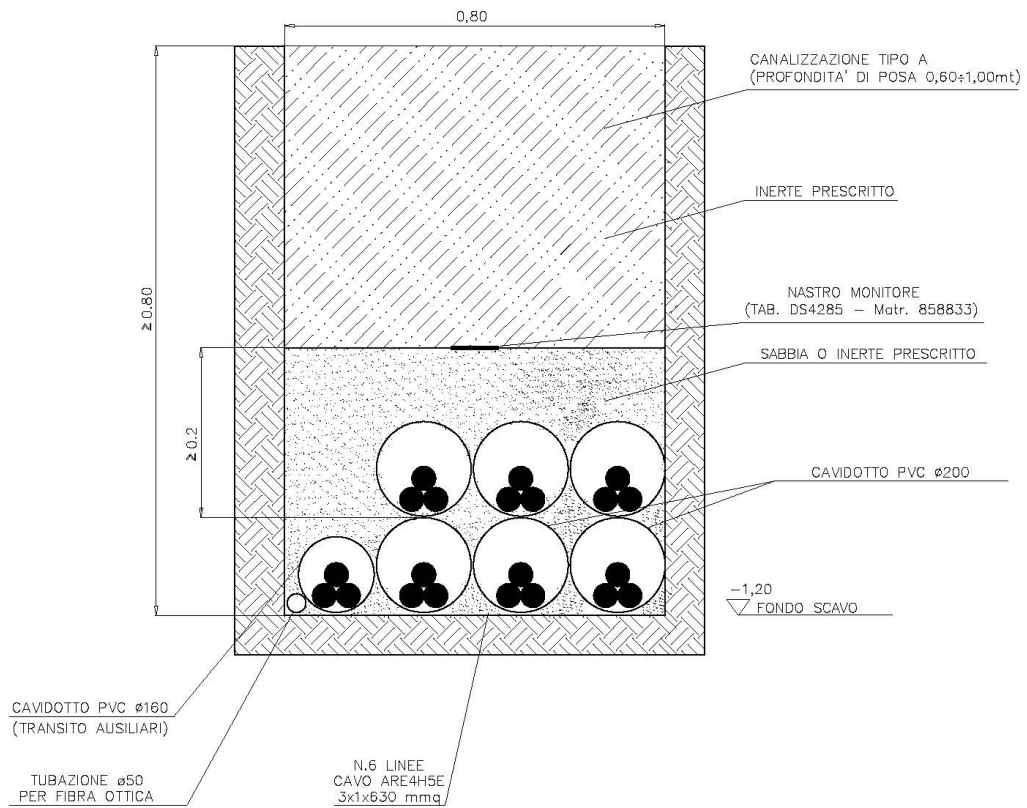 0,80
CANALIZZAZIONE TIPO A
(PROFONDITA' DI POSA 0,60÷1,00mt)
INERTE PRESCRITTO
NASTRO MONITORE
(TAB. DS4285 – Matr. 858833)
≥ 0.80
SABBIA O INERTE PRESCRITTO
≥ 0.2
CAVIDOTTO PVC ø200
-1,20
FONDO SCAVO
CAVIDOTTO PVC ø160
(TRANSITO AUSILIARI)
TUBAZIONE ø50
PER FIBRA OTTICA
N.6 LINEE
CAVO ARE4H5E
3x1x630 mmq